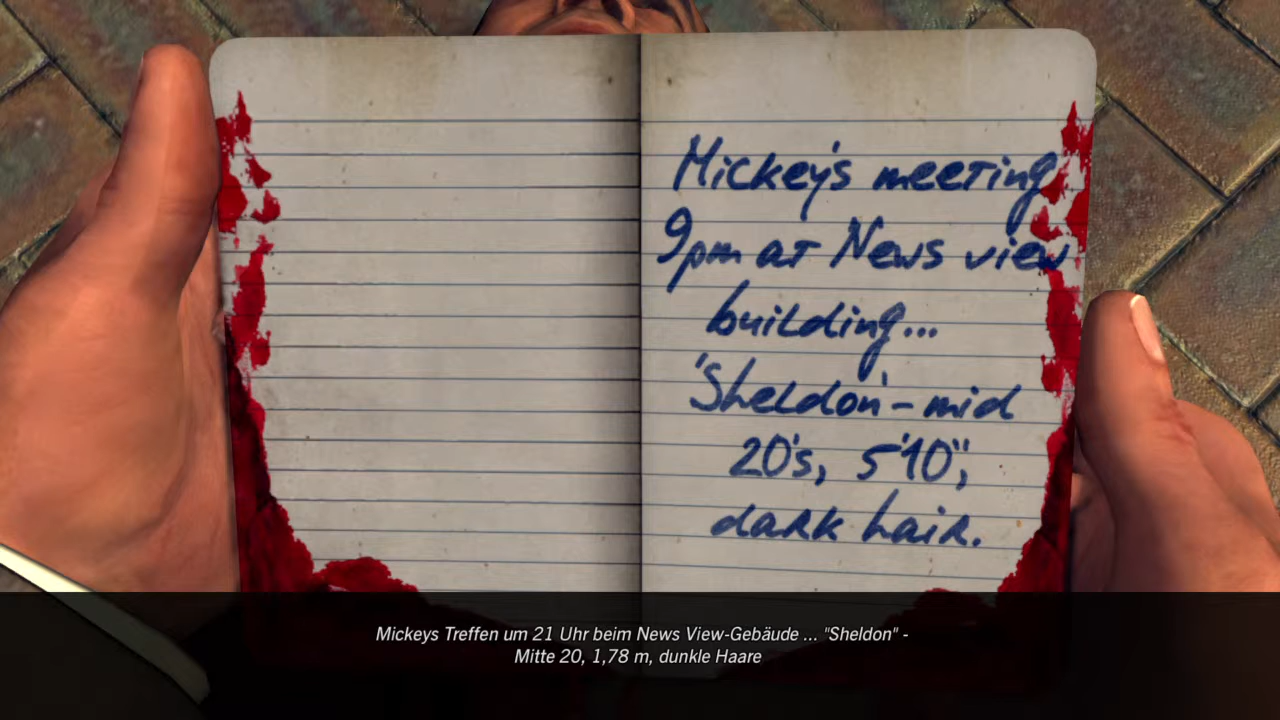 Mickey's meeting
9pm at News view
building...
'Sheldon' - mid
20's, 5'10",
dark hair.
Mickeys Treffen um 21 Uhr beim News View-Gebäude ... "Sheldon" -
Mitte 20, 1,78 m, dunkle Haare